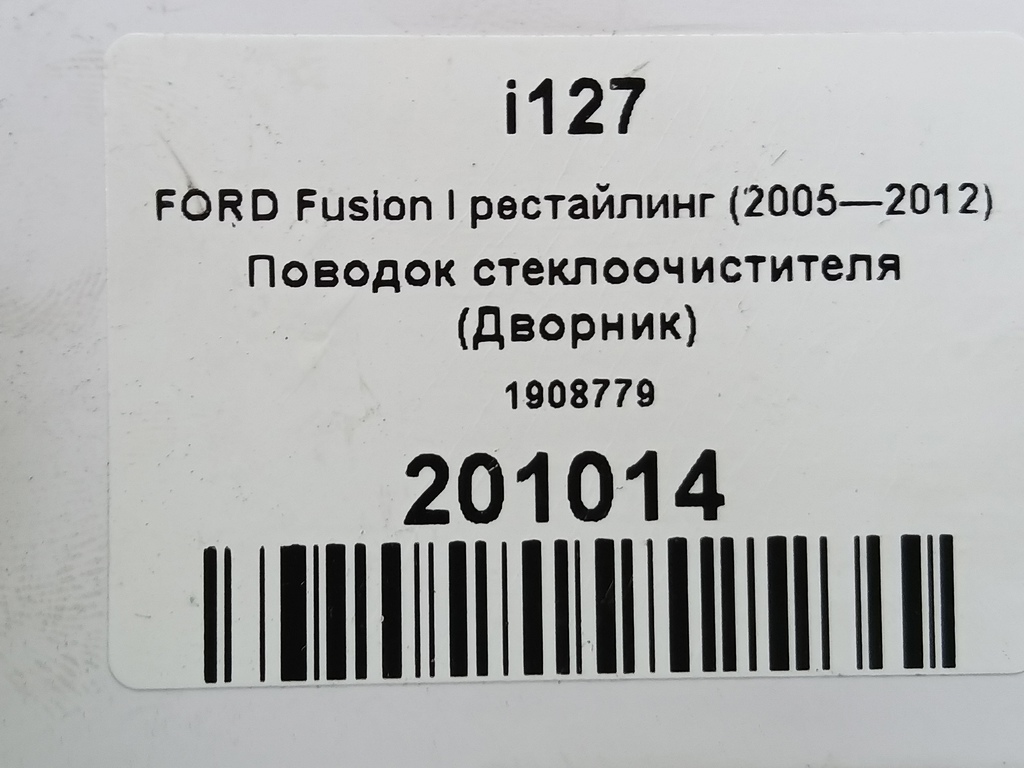 i127
FORD Fusion I рестайлинг (2005—2012)
Поводок стеклоочистителя
(Дворник)
1908779
201014